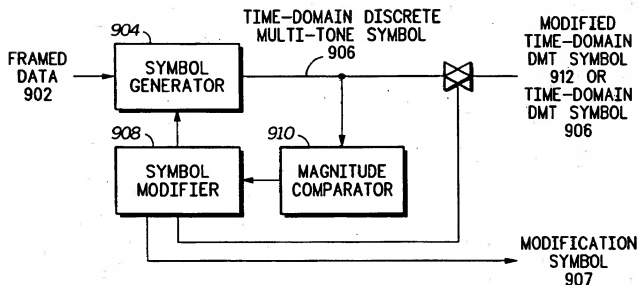 FRAMED
DATA
902
904
SYMBOL
GENERATOR
TIME-DOMAIN DISCRETE
MULTI-TONE SYMBOL
906
MODIFIED
TIME-DOMAIN
DMT SYMBOL
912 OR
TIME-DOMAIN
DMT SYMBOL
906
908
SYMBOL
MODIFIER
910
MAGNITUDE
COMPARATOR
MODIFICATION
SYMBOL
907